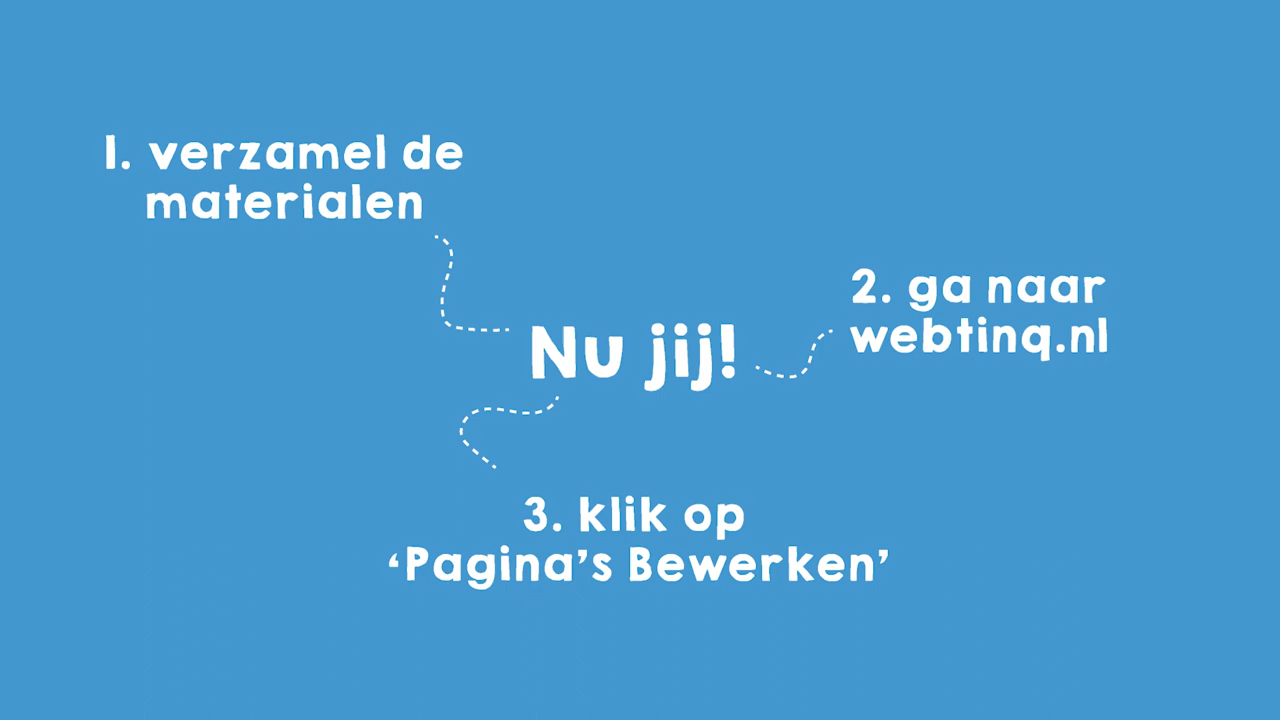 1. verzamel de
materialen
2. ga naar
webtinq.nl
Nu jij!
3. klik op
‘Pagina’s Bewerken’